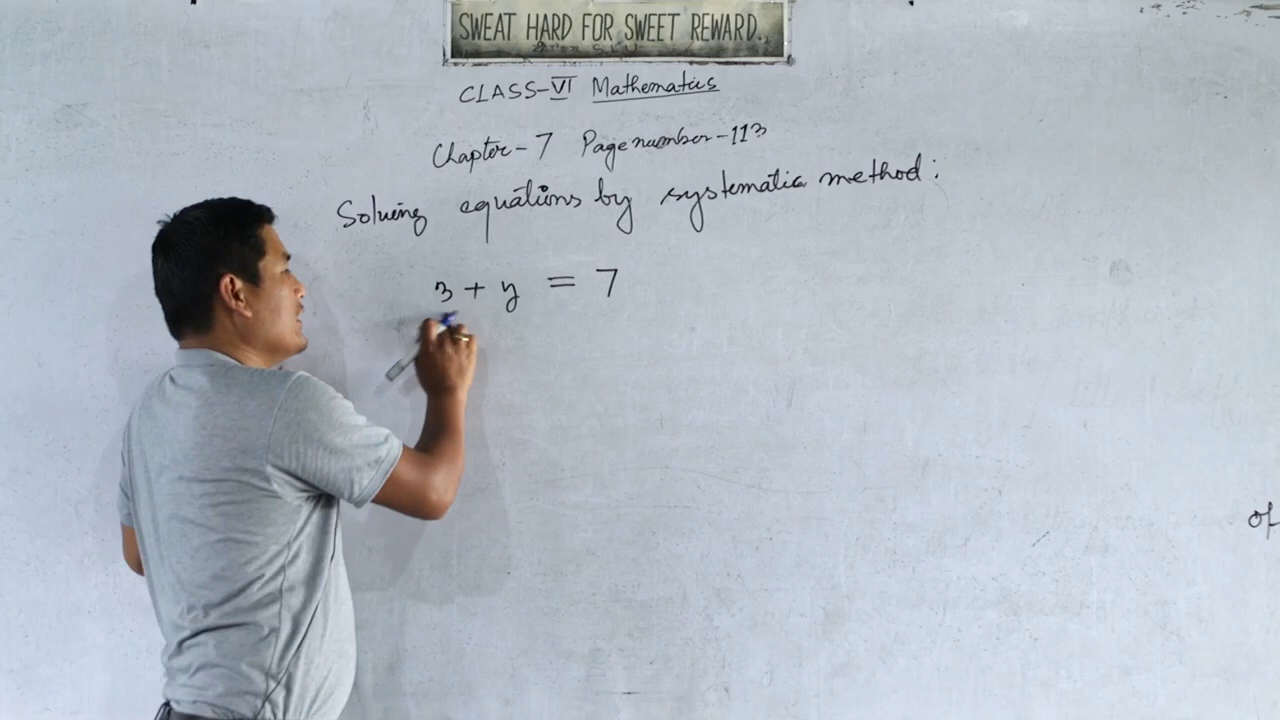 SWEAT HARD FOR SWEET REWARD.
CLASS-VI Mathematics
Chapter-7 Page number-113
Solving equations by systematic method:
3 + y = 7
of